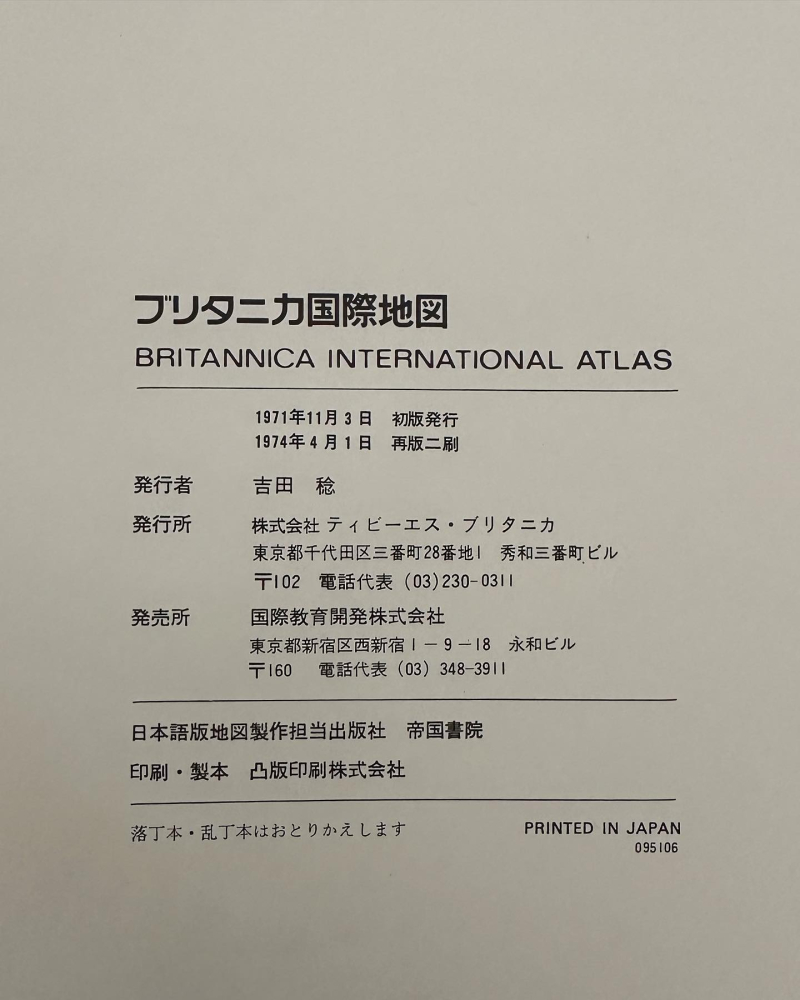 ブリタニカ国際地図
BRITANNICA INTERNATIONAL ATLAS
1971年11月3日 初版発行
1974年4月1日 再版二刷
発行者 吉田 稔
発行所 株式会社 ティビーエス・ブリタニカ
東京都千代田区三番町28番地1 秀和三番町ビル
〒102 電話代表 (03)230-0311
発売所 国際教育開発株式会社
東京都新宿区西新宿1-9-18 永和ビル
〒160 電話代表 (03) 348-3911
日本語版地図製作担当出版社 帝国書院
印刷・製本 凸版印刷株式会社
落丁本・乱丁本はおとりかえします PRINTED IN JAPAN
095106